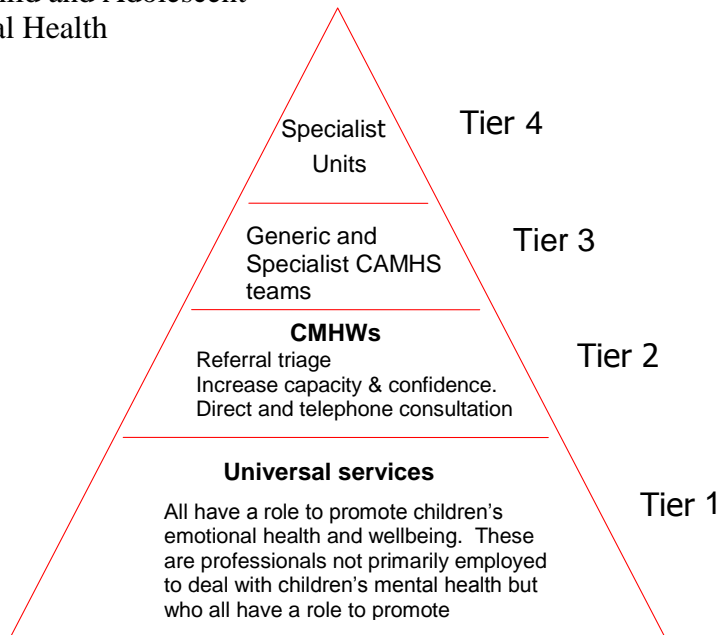 and Adolescent
Health
Specialist
Units
Tier 4
Generic and
Specialist CAMHS
teams
Tier 3
CMHWs
Referral triage
Increase capacity & confidence.
Direct and telephone consultation
Tier 2
Universal services
All have a role to promote children’s
emotional health and wellbeing.  These
are professionals not primarily employed
to deal with children’s mental health but
who all have a role to promote
Tier 1